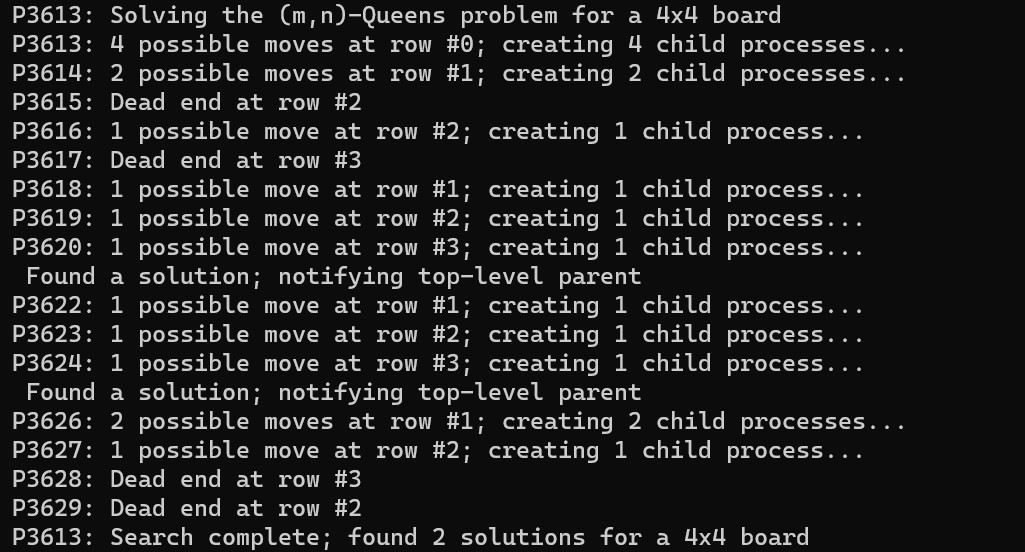 P3613: Solving the (m,n)-Queens problem for a 4x4 board
P3613: 4 possible moves at row #0; creating 4 child processes...
P3614: 2 possible moves at row #1; creating 2 child processes...
P3615: Dead end at row #2
P3616: 1 possible move at row #2; creating 1 child process...
P3617: Dead end at row #3
P3618: 1 possible move at row #1; creating 1 child process...
P3619: 1 possible move at row #2; creating 1 child process...
P3620: 1 possible move at row #3; creating 1 child process...
 Found a solution; notifying top-level parent
P3622: 1 possible move at row #1; creating 1 child process...
P3623: 1 possible move at row #2; creating 1 child process...
P3624: 1 possible move at row #3; creating 1 child process...
 Found a solution; notifying top-level parent
P3626: 2 possible moves at row #1; creating 2 child processes...
P3627: 1 possible move at row #2; creating 1 child process...
P3628: Dead end at row #3
P3629: Dead end at row #2
P3613: Search complete; found 2 solutions for a 4x4 board